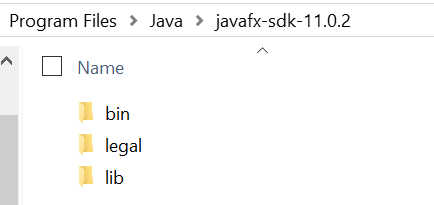 Program Files > Java > javafx-sdk-11.0.2
Name
bin
legal
lib